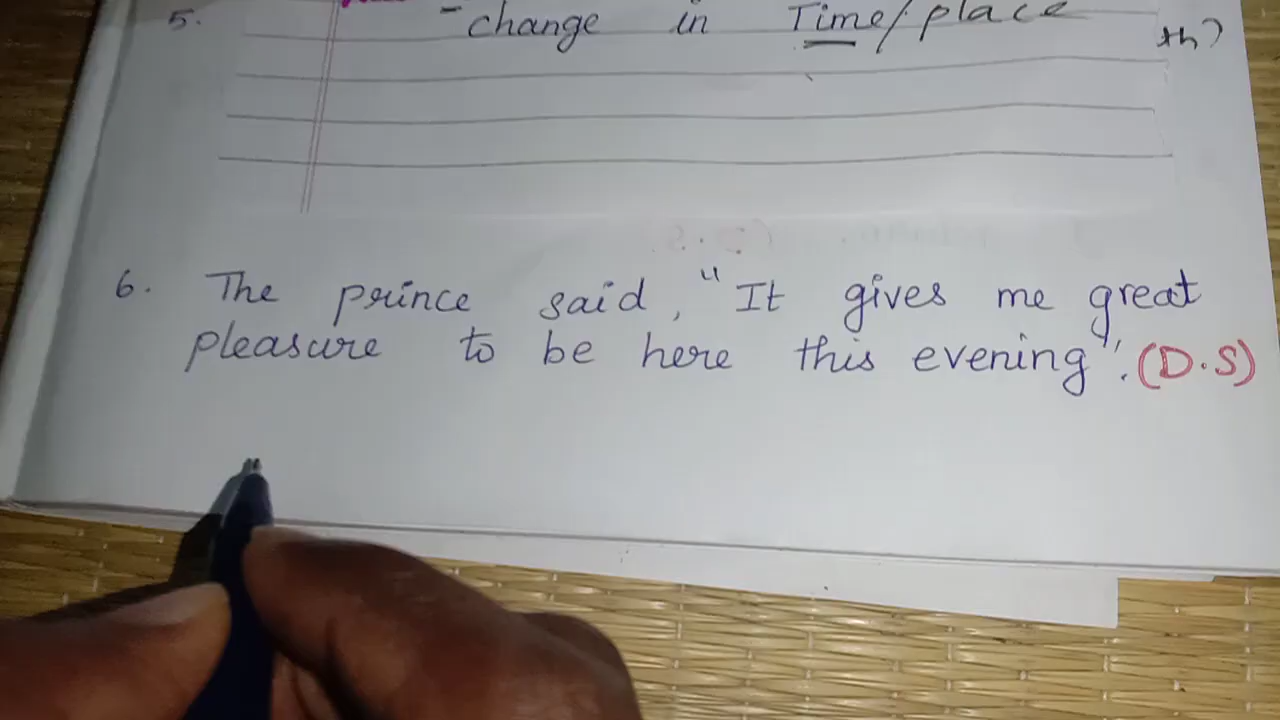 5.
-change in Time/place
th?
6. The prince said, "It gives me great
pleasure to be here this evening". (D.S)